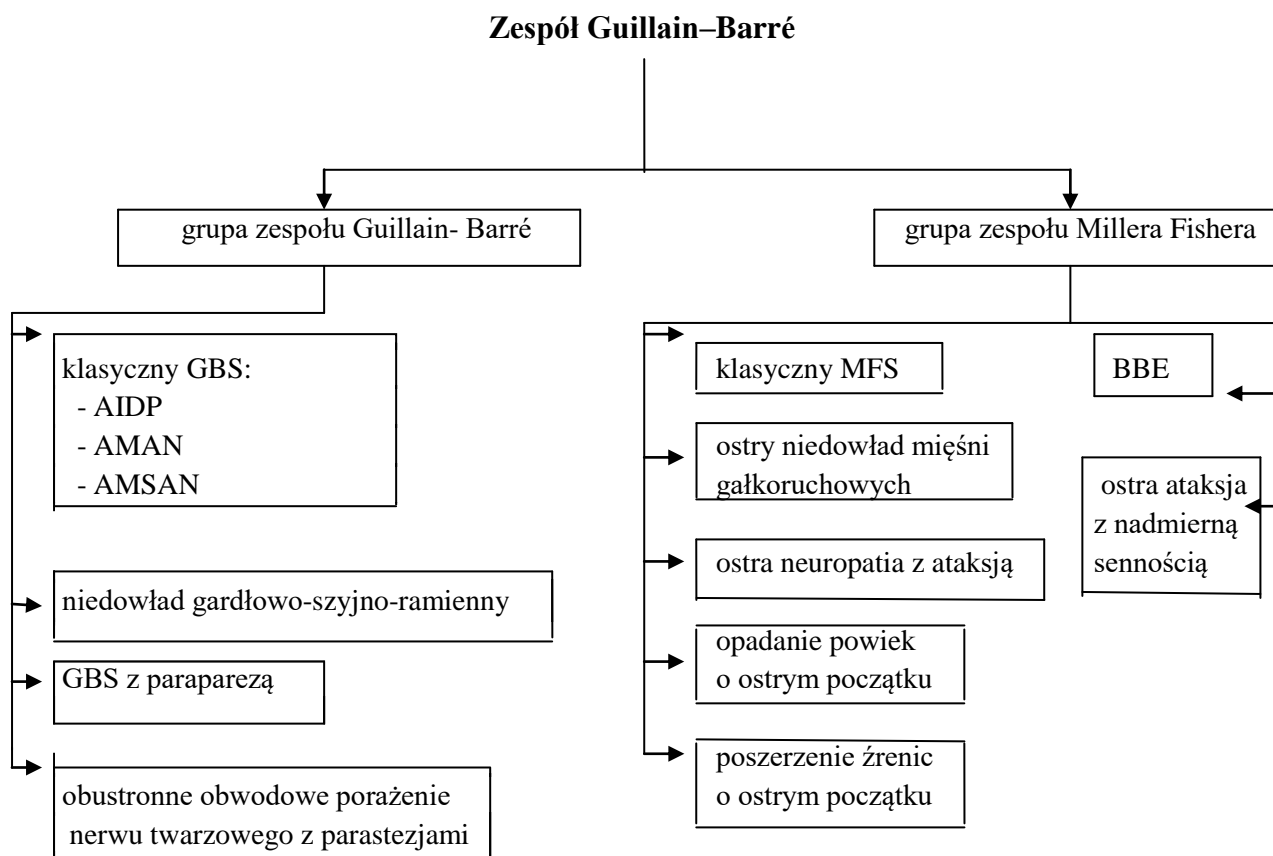 Zespół Guillain–Barré
grupa zespołu Guillain- Barré
grupa zespołu Millera Fishera
klasyczny GBS:
- AIDP
- AMAN
- AMSAN
niedowład gardłowo-szyjno-ramienny
GBS z paraparezą
obustronne obwodowe porażenie
nerwu twarzowego z parastezjami
klasyczny MFS
ostry niedowład mięśni
gałkoruchowych
ostra neuropatia z ataksją
opadanie powiek
o ostrym początku
poszerzenie źrenic
o ostrym początku
BBE
ostra ataksja
z nadmierną
sennością